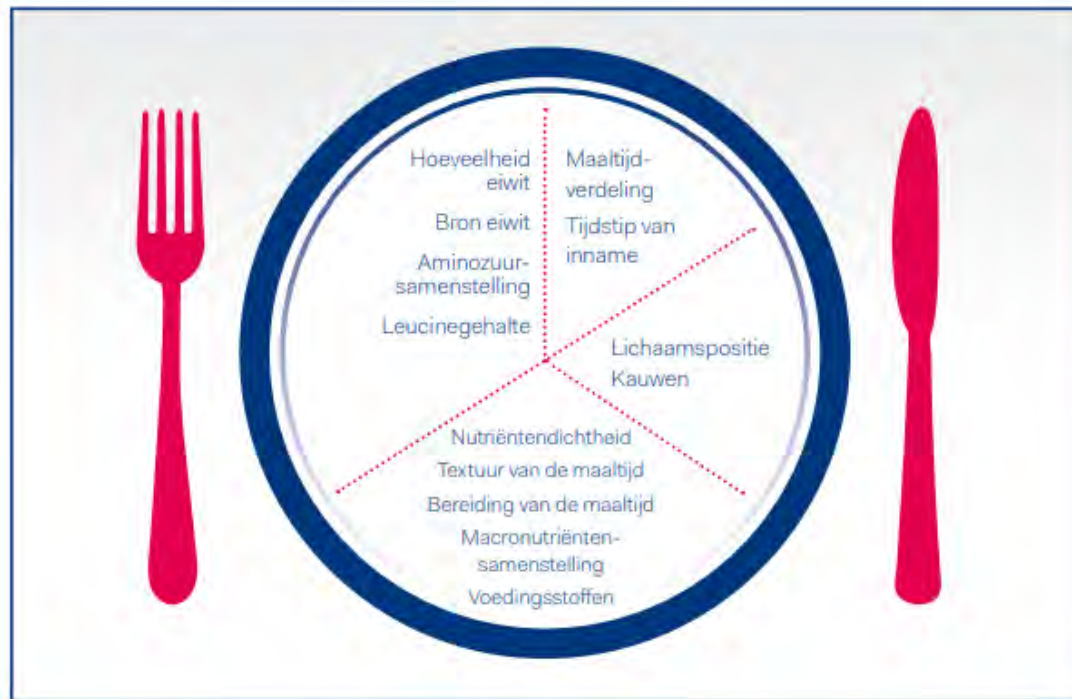 Hoeveelheid
eiwit
Bron eiwit
Aminozuur-
samenstelling
Leucinegehalte
Maaltijd-
verdeling
Tijdstip van
inname
Lichaamspositie
Kauwen
Nutriëntendichtheid
Textuur van de maaltijd
Bereiding van de maaltijd
Macronutriënten-
samenstelling
Voedingsstoffen